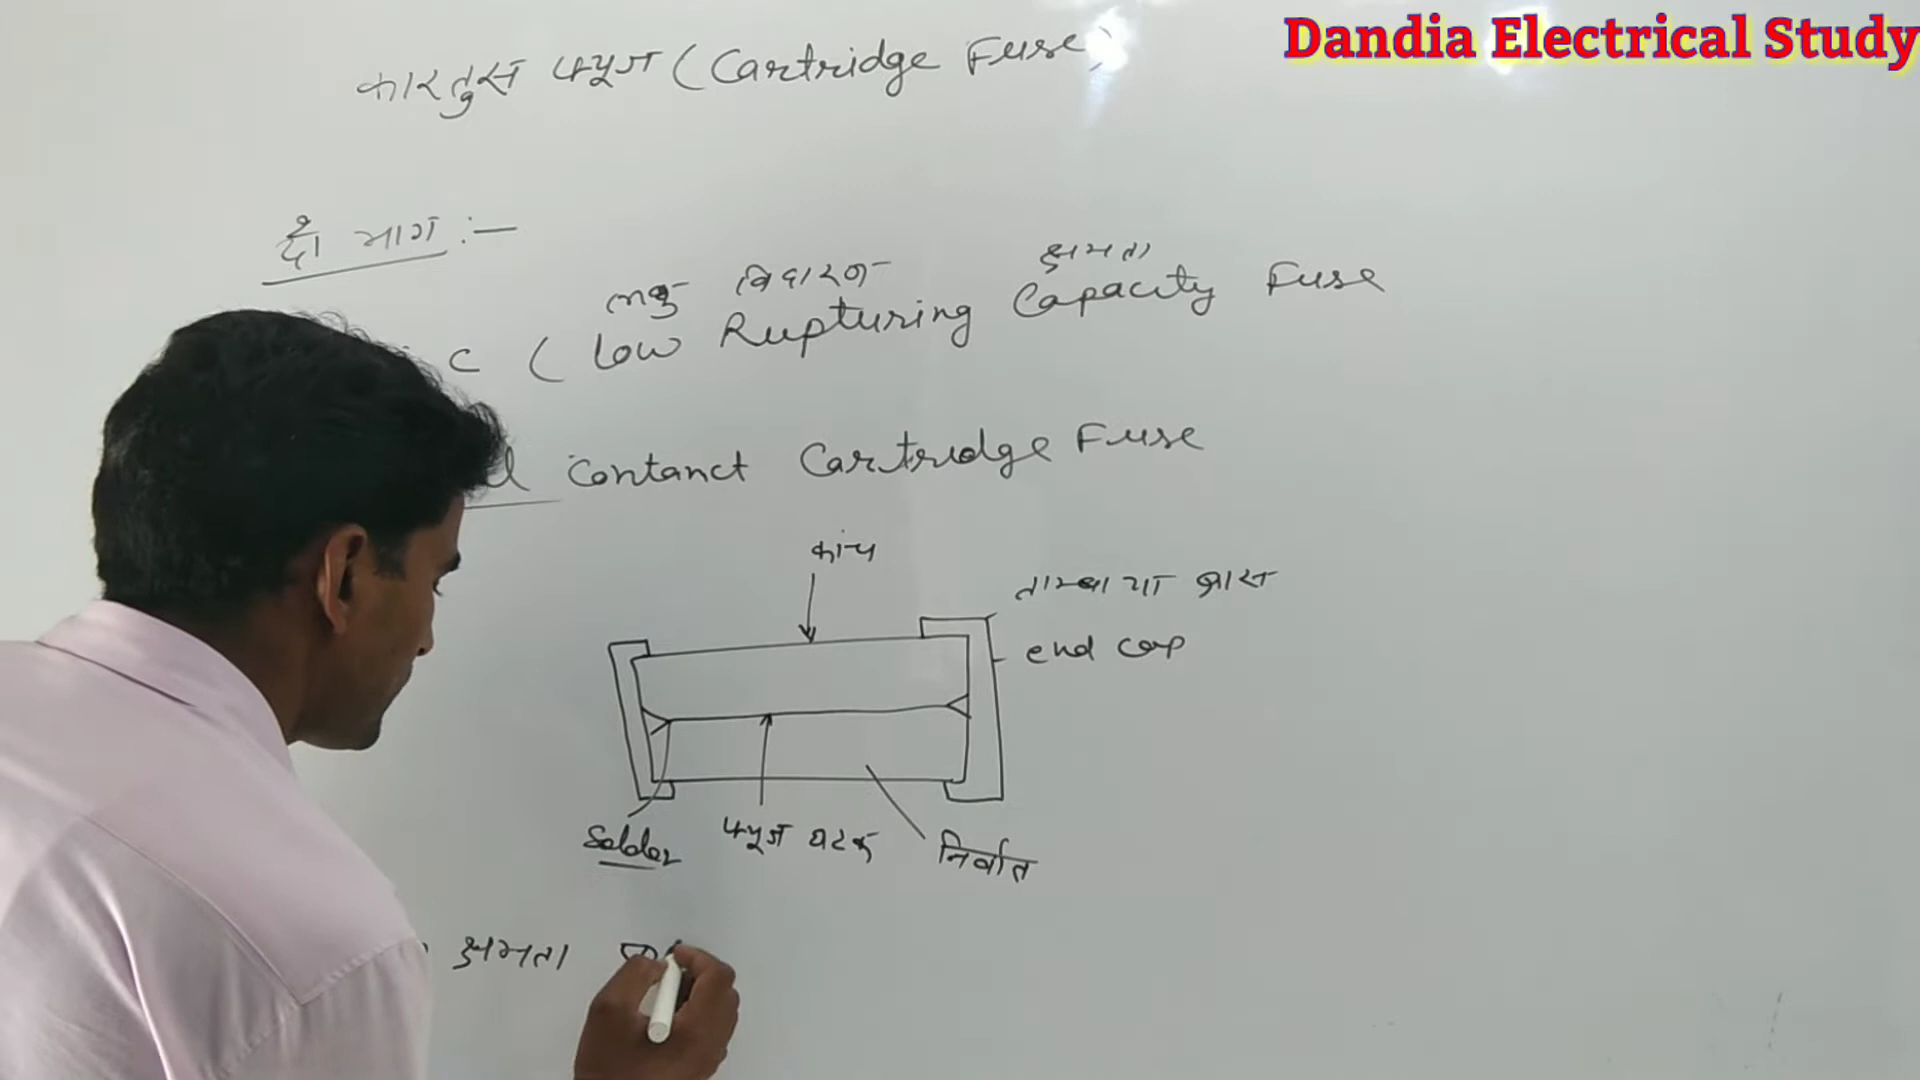 Dandia Electrical Study
कारतुस फ्यूज (Cartridge Fuse)
दो भाग :-
लघु विदारण क्षमता
C ( Low Rupturing Capacity Fuse
Contanct Cartridge Fuse
कांच
ताम्बा या ब्रास
end cap
Solder
फ्यूज घटक
निर्वात
क्षमता